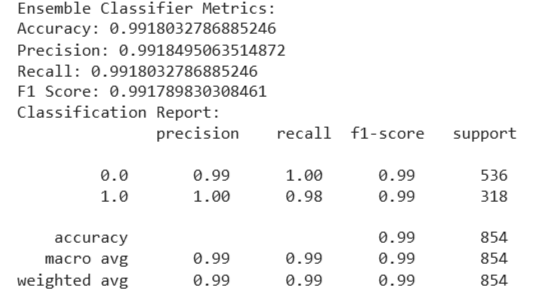 Ensemble Classifier Metrics:
Accuracy: 0.9918032786885246
Precision: 0.9918495063514872
Recall: 0.9918032786885246
F1 Score: 0.991789830308461
Classification Report:
precision recall f1-score support
0.0 0.99 1.00 0.99 536
1.0 1.00 0.98 0.99 318
accuracy 0.99 854
macro avg 0.99 0.99 0.99 854
weighted avg 0.99 0.99 0.99 854